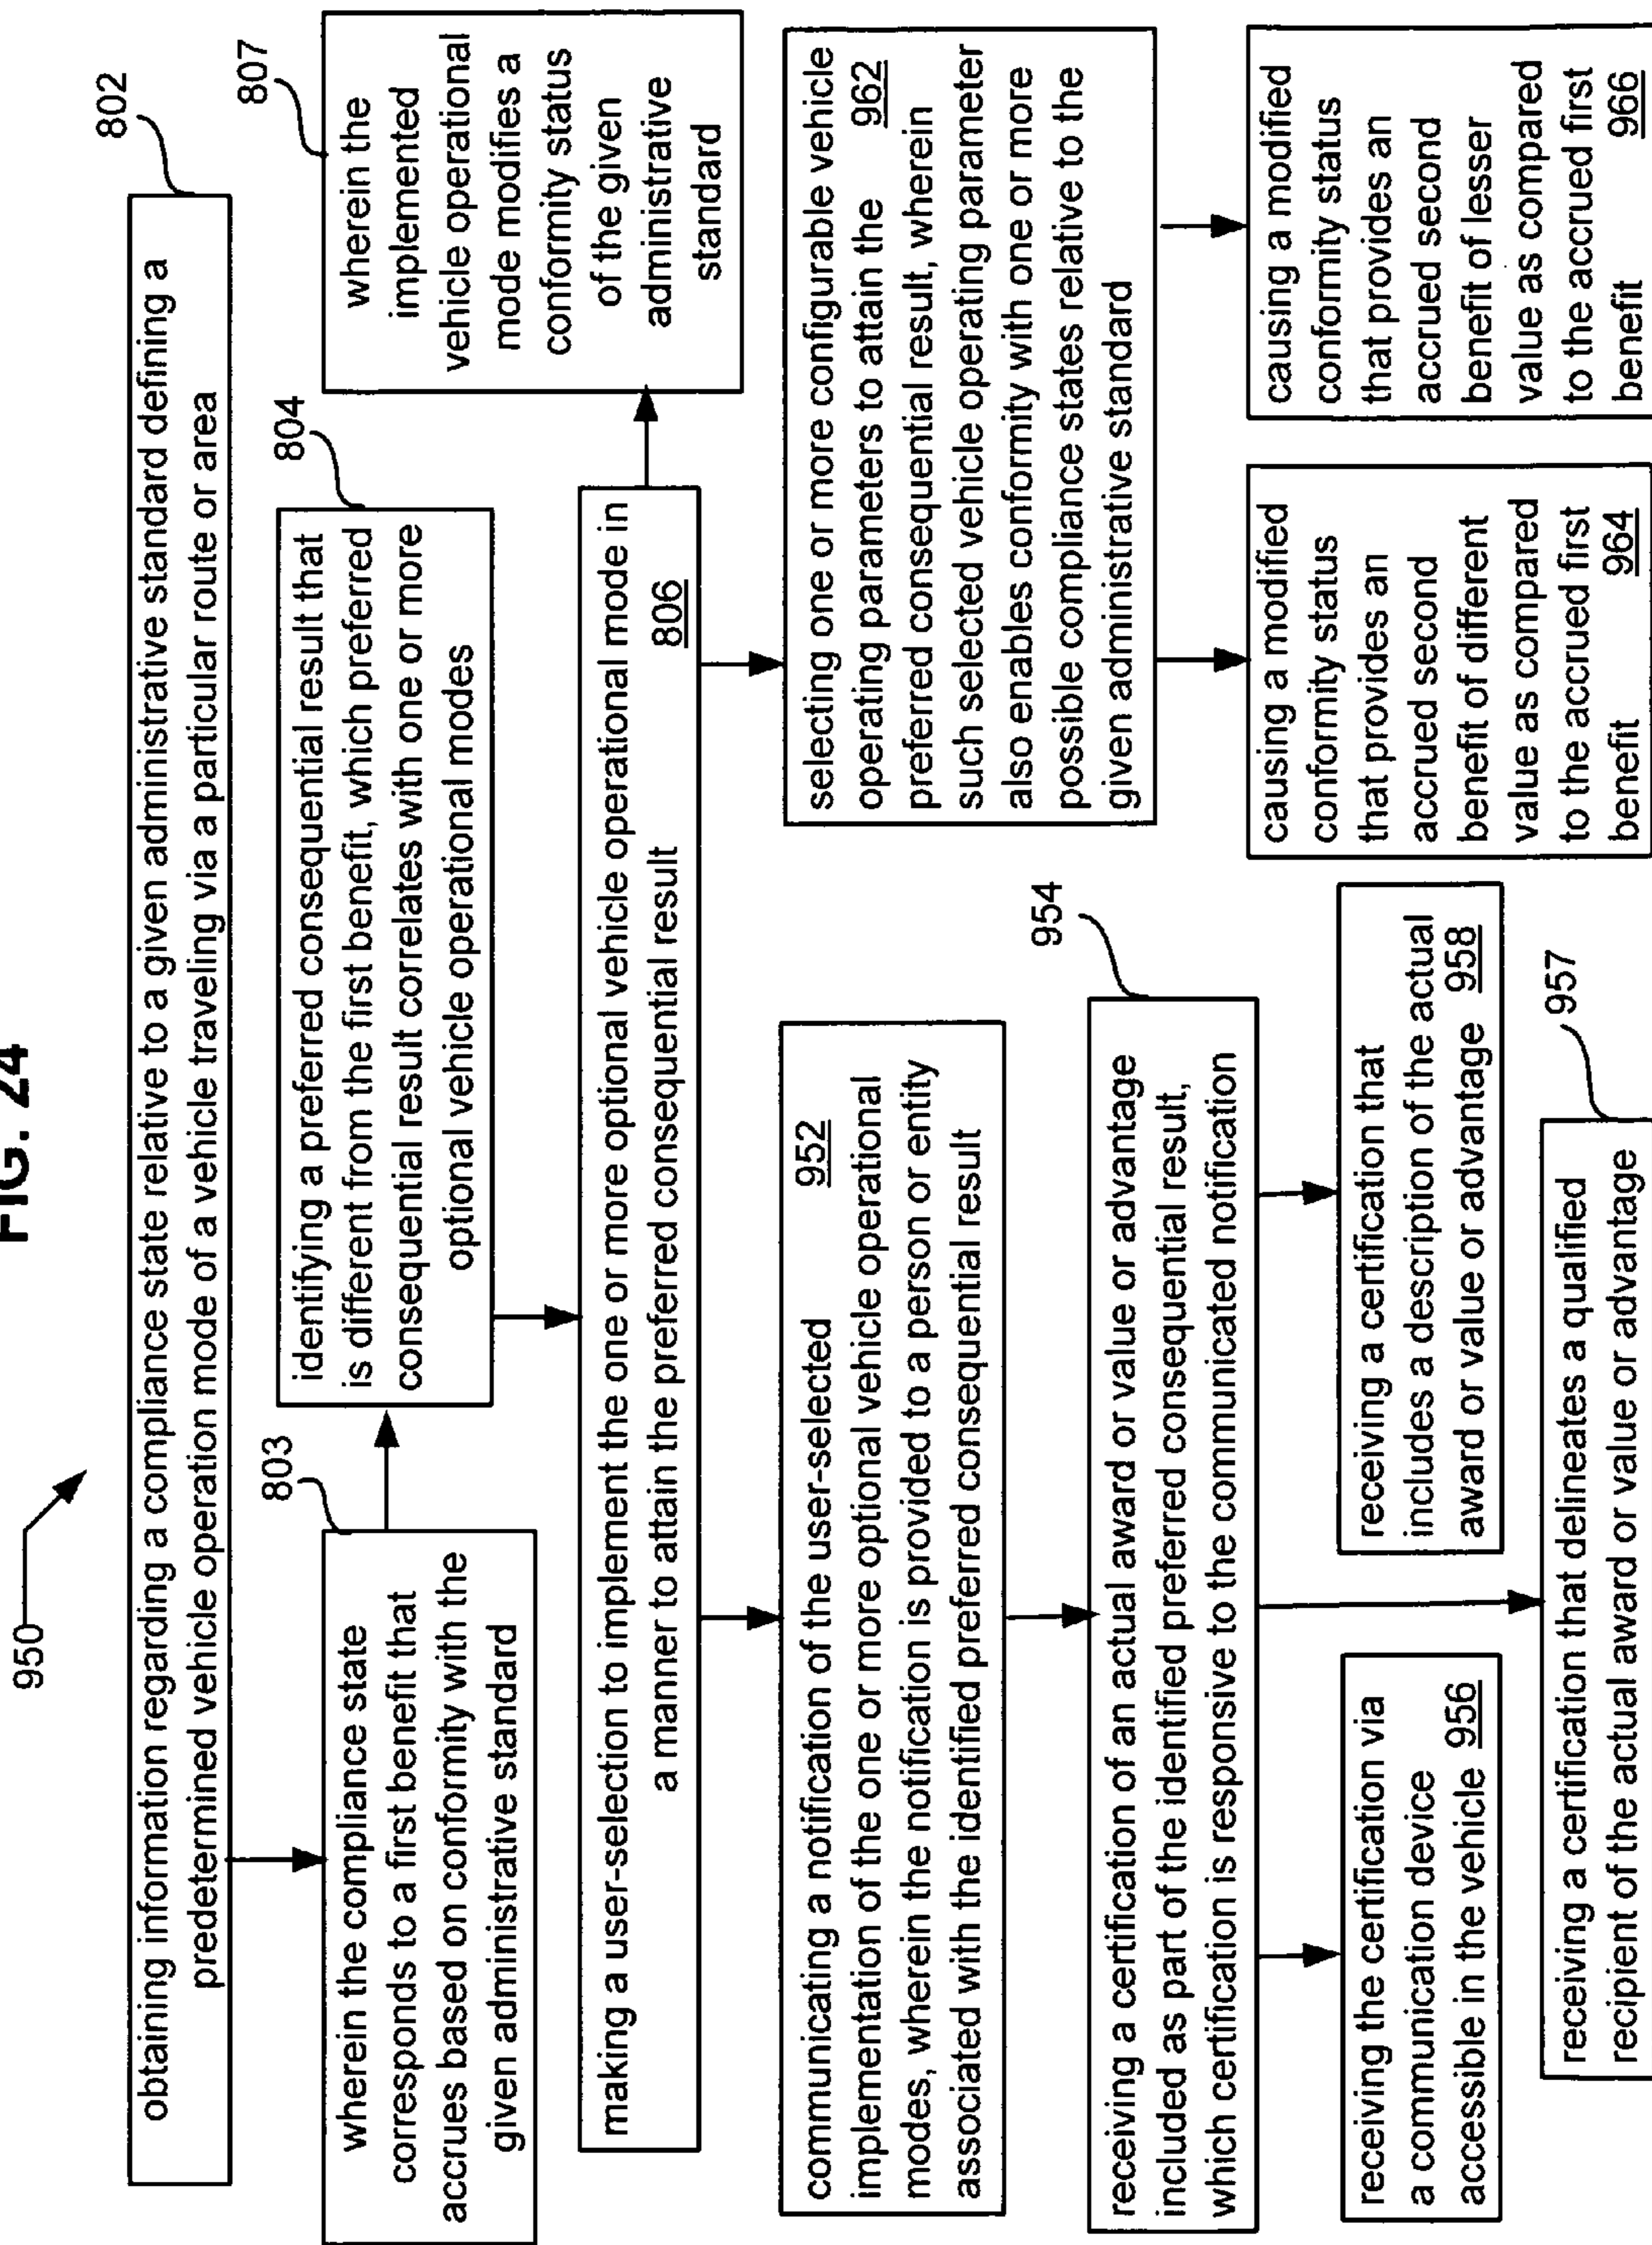 FIG. 24
950
802
obtaining information regarding a compliance state relative to a given administrative standard defining a
predetermined vehicle operation mode of a vehicle traveling via a particular route or area
803
wherein the compliance state
corresponds to a first benefit that
accrues based on conformity with the
given administrative standard
804
identifying a preferred consequential result that
is different from the first benefit, which preferred
consequential result correlates with one or more
optional vehicle operational modes
807
wherein the
implemented
vehicle operational
mode modifies a
conformity status
of the given
administrative
standard
making a user-selection to implement the one or more optional vehicle operational mode in
a manner to attain the preferred consequential result 806
communicating a notification of the user-selected 952
implementation of the one or more optional vehicle operational
modes, wherein the notification is provided to a person or entity
associated with the identified preferred consequential result
selecting one or more configurable vehicle
operating parameters to attain the 962
preferred consequential result, wherein
such selected vehicle operating parameter
also enables conformity with one or more
possible compliance states relative to the
given administrative standard
954
receiving a certification of an actual award or value or advantage
included as part of the identified preferred consequential result,
which certification is responsive to the communicated notification
receiving the certification via
a communication device
accessible in the vehicle 956
receiving a certification that
includes a description of the actual
award or value or advantage 958
957
receiving a certification that delineates a qualified
recipient of the actual award or value or advantage
causing a modified
conformity status
that provides an
accrued second
benefit of different
value as compared
to the accrued first
benefit 964
causing a modified
conformity status
that provides an
accrued second
benefit of lesser
value as compared
to the accrued first
benefit 966